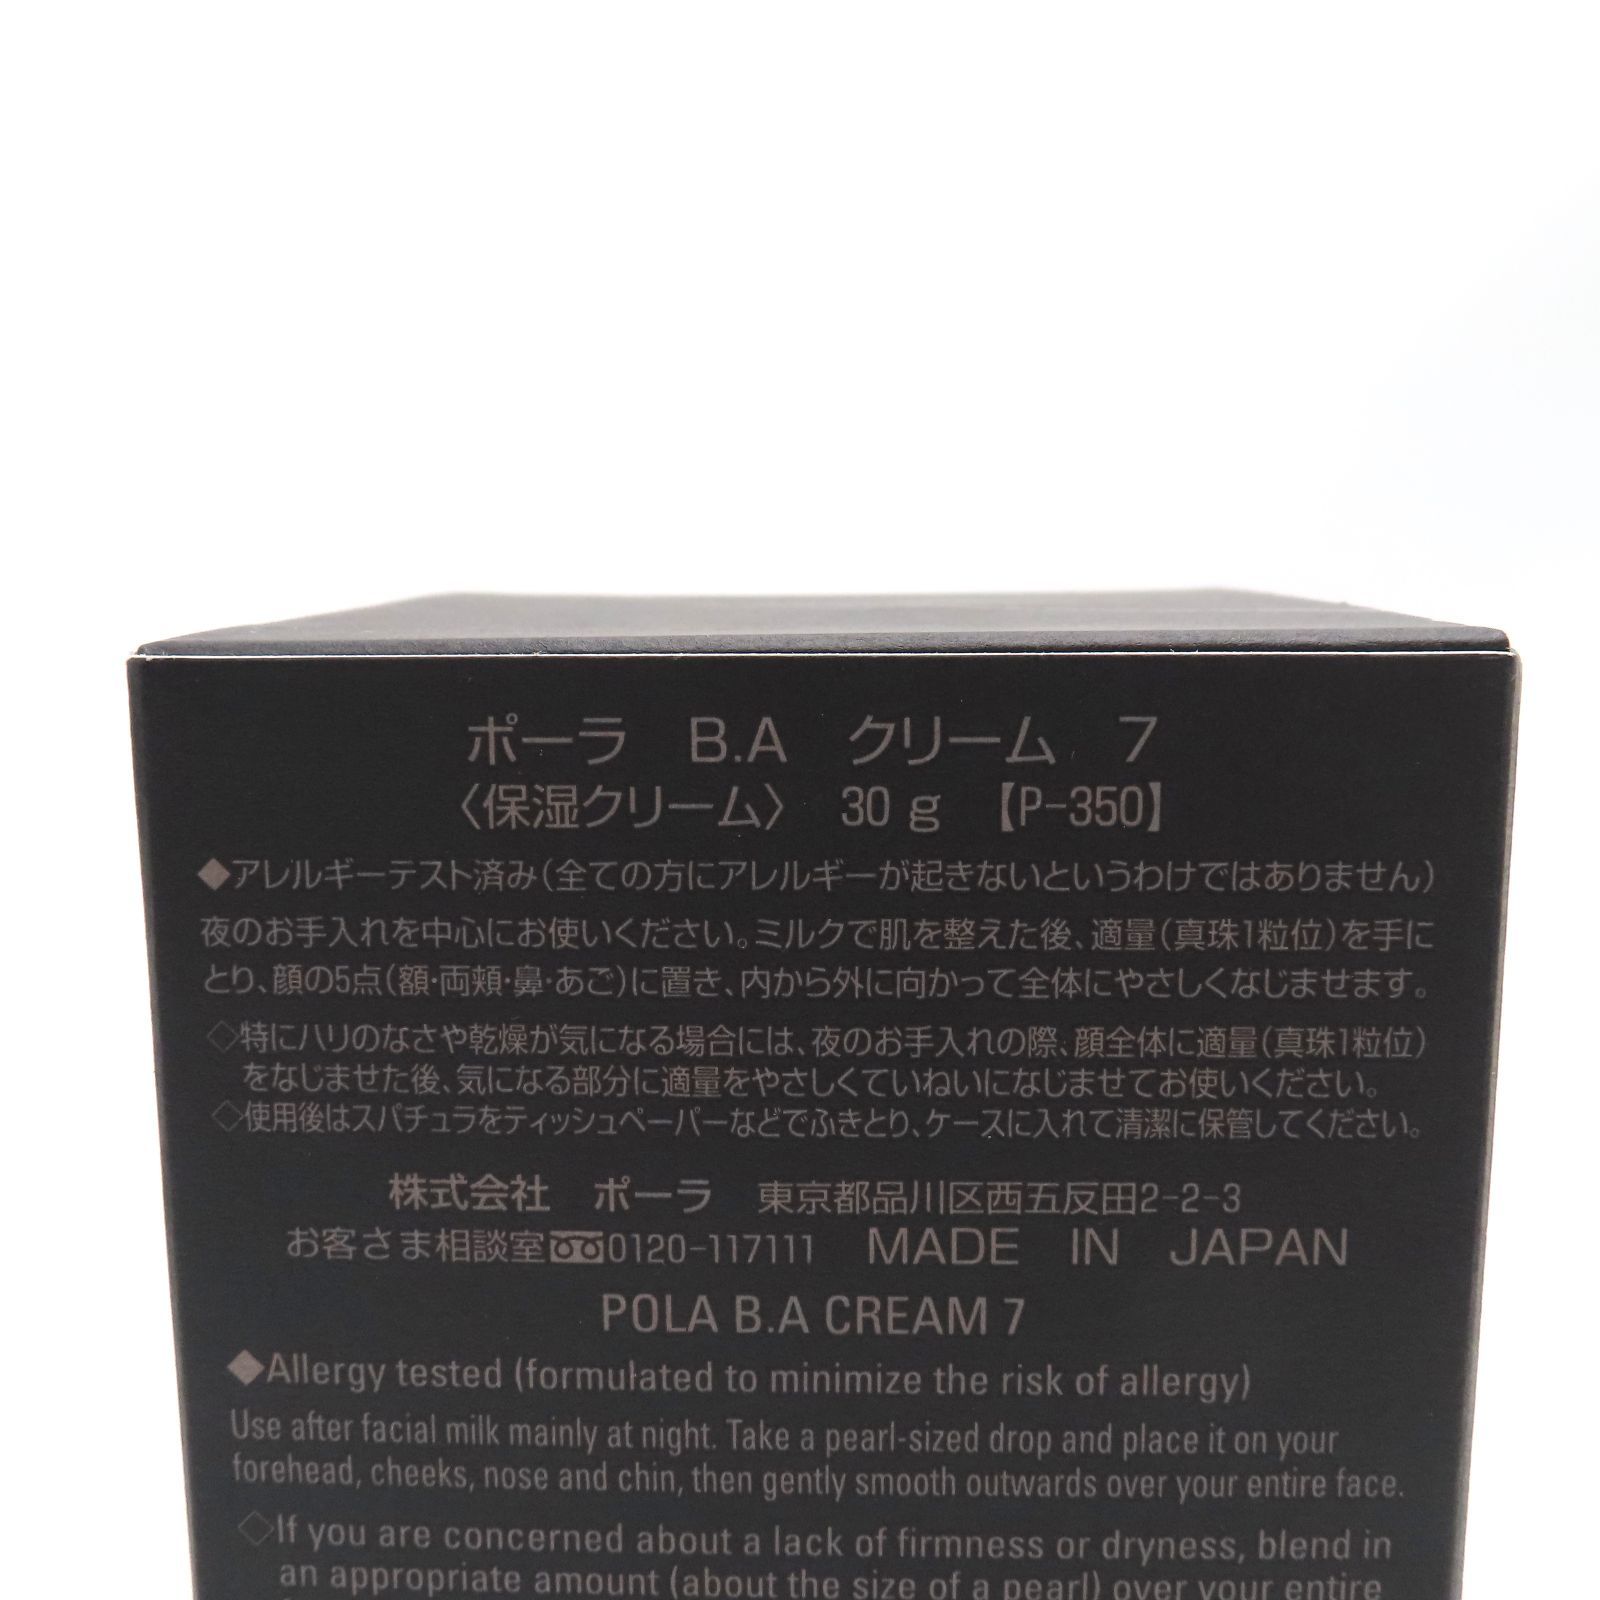 ポーラ B.A クリーム 7
〈保湿クリーム〉 30g 【P-350】
◆アレルギーテスト済み(全ての方にアレルギーが起きないというわけではありません)
夜のお手入れを中心にお使いください。ミルクで肌を整えた後、適量(真珠1粒位)を手に
とり、顔の5点(額・両頬・鼻・あご)に置き、内から外に向かって全体にやさしくなじませます。
◇特にハリのなさや乾燥が気になる場合には、夜のお手入れの際、顔全体に適量(真珠1粒位)
をなじませた後、気になる部分に適量をやさしくていねいになじませてお使いください。
◇使用後はスパチュラをティッシュペーパーなどでふきとり、ケースに入れて清潔に保管してください。
株式会社 ポーラ 東京都品川区西五反田2-2-3
お客さま相談室 0120-117111 MADE IN JAPAN
POLA B.A CREAM 7
◆Allergy tested (formulated to minimize the risk of allergy)
Use after facial milk mainly at night. Take a pearl-sized drop and place it on your
forehead, cheeks, nose and chin, then gently smooth outwards over your entire face.
◇If you are concerned about a lack of firmness or dryness, blend in
an appropriate amount (about the size of a pearl) over your entire